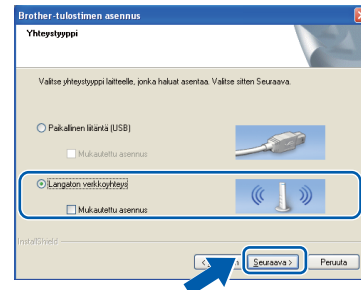 Brother-tulostimen asennus
Yhteystyyppi
Valitse yhteystyyppi laitteelle, jonka haluat asentaa. Valitse sitten Seuraava.
Paikallinen liitäntä (USB)
Mukautettu asennus
Langaton verkkoyhteys
Mukautettu asennus
InstallShield
< Seuraava > Peruuta